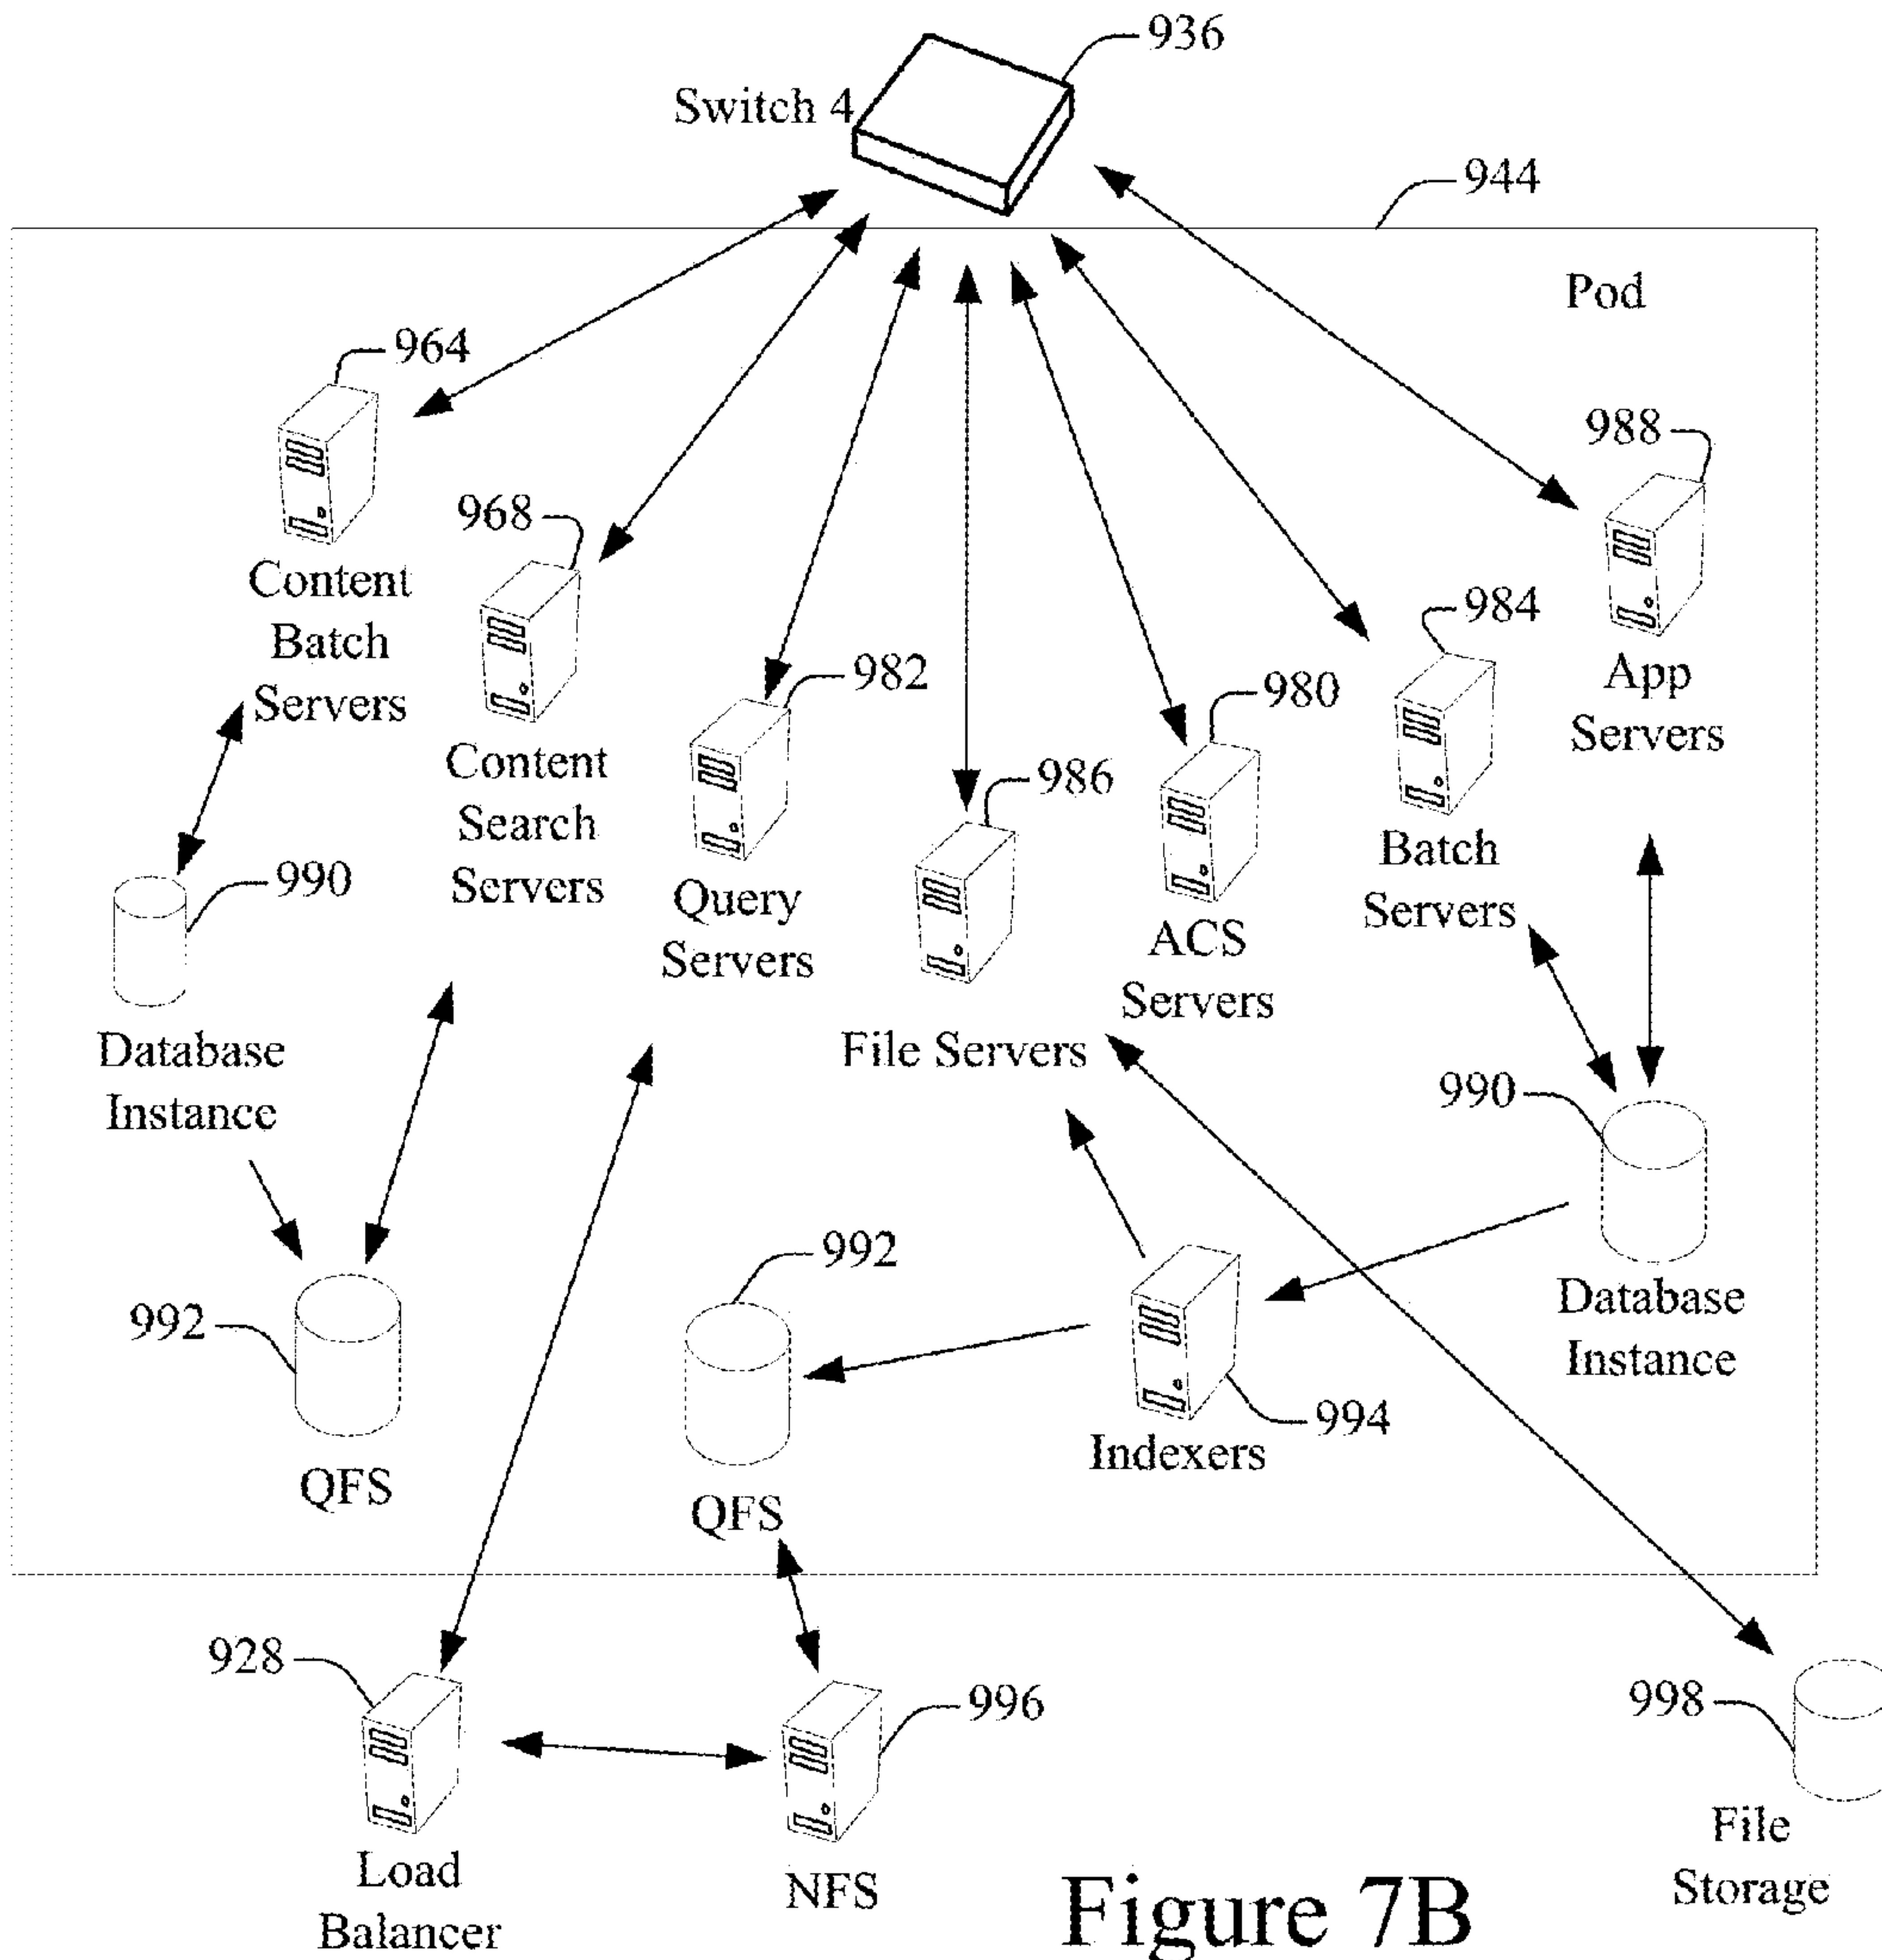 936
Switch 4
944
Pod
964
988
968
984
982
980
Content
Batch
Servers
App
Servers
986
Content
Search
Servers
Batch
Servers
990
Query
Servers
ACS
Servers
Database
Instance
File Servers
990
992
Database
Instance
992
994
Indexers
QFS
QFS
928
996
998
Load
Balancer
NFS
File
Storage
Figure 7B